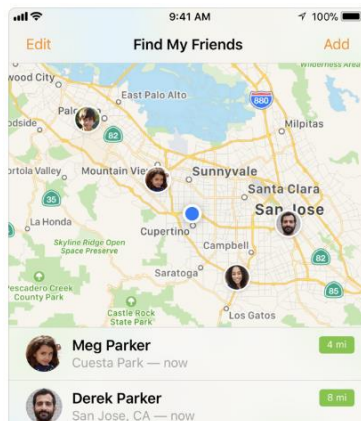 9:41 AM
100%
Edit
Find My Friends
Add
Wilderness Area
wood City
East Palo Alto
880
Palo
Milpitas
odside
82
ortola Valley
Mountain Vie
Sunnyvale
Santa Clara
35
San Jose
La Honda
Cupertino
Skyline Ridge Open
Space Preserve
Campbell
82
Saratoga
Pescadero Creek
County Park
85
Castle Rock
State Park
Los Gatos
Meg Parker
4 mi
Cuesta Park — now
Derek Parker
8 mi
San Jose, CA — now